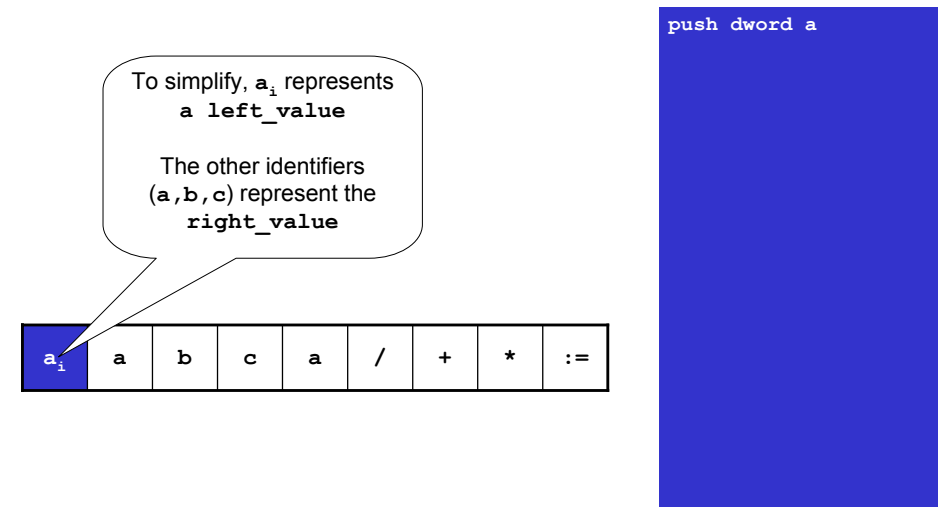 push dword a
To simplify, aᵢ represents
a left_value
The other identifiers
(a,b,c) represent the
right_value
aᵢ a b c a / + * :=